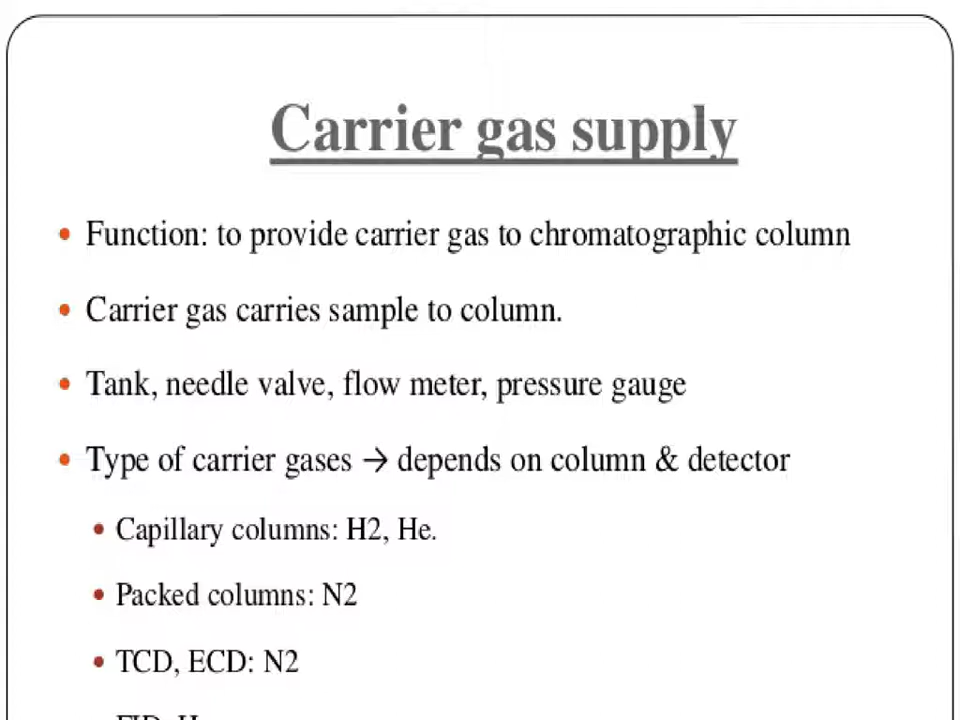 Carrier gas supply
• Function: to provide carrier gas to chromatographic column
• Carrier gas carries sample to column.
• Tank, needle valve, flow meter, pressure gauge
• Type of carrier gases → depends on column & detector
• Capillary columns: H2, He.
• Packed columns: N2
• TCD, ECD: N2